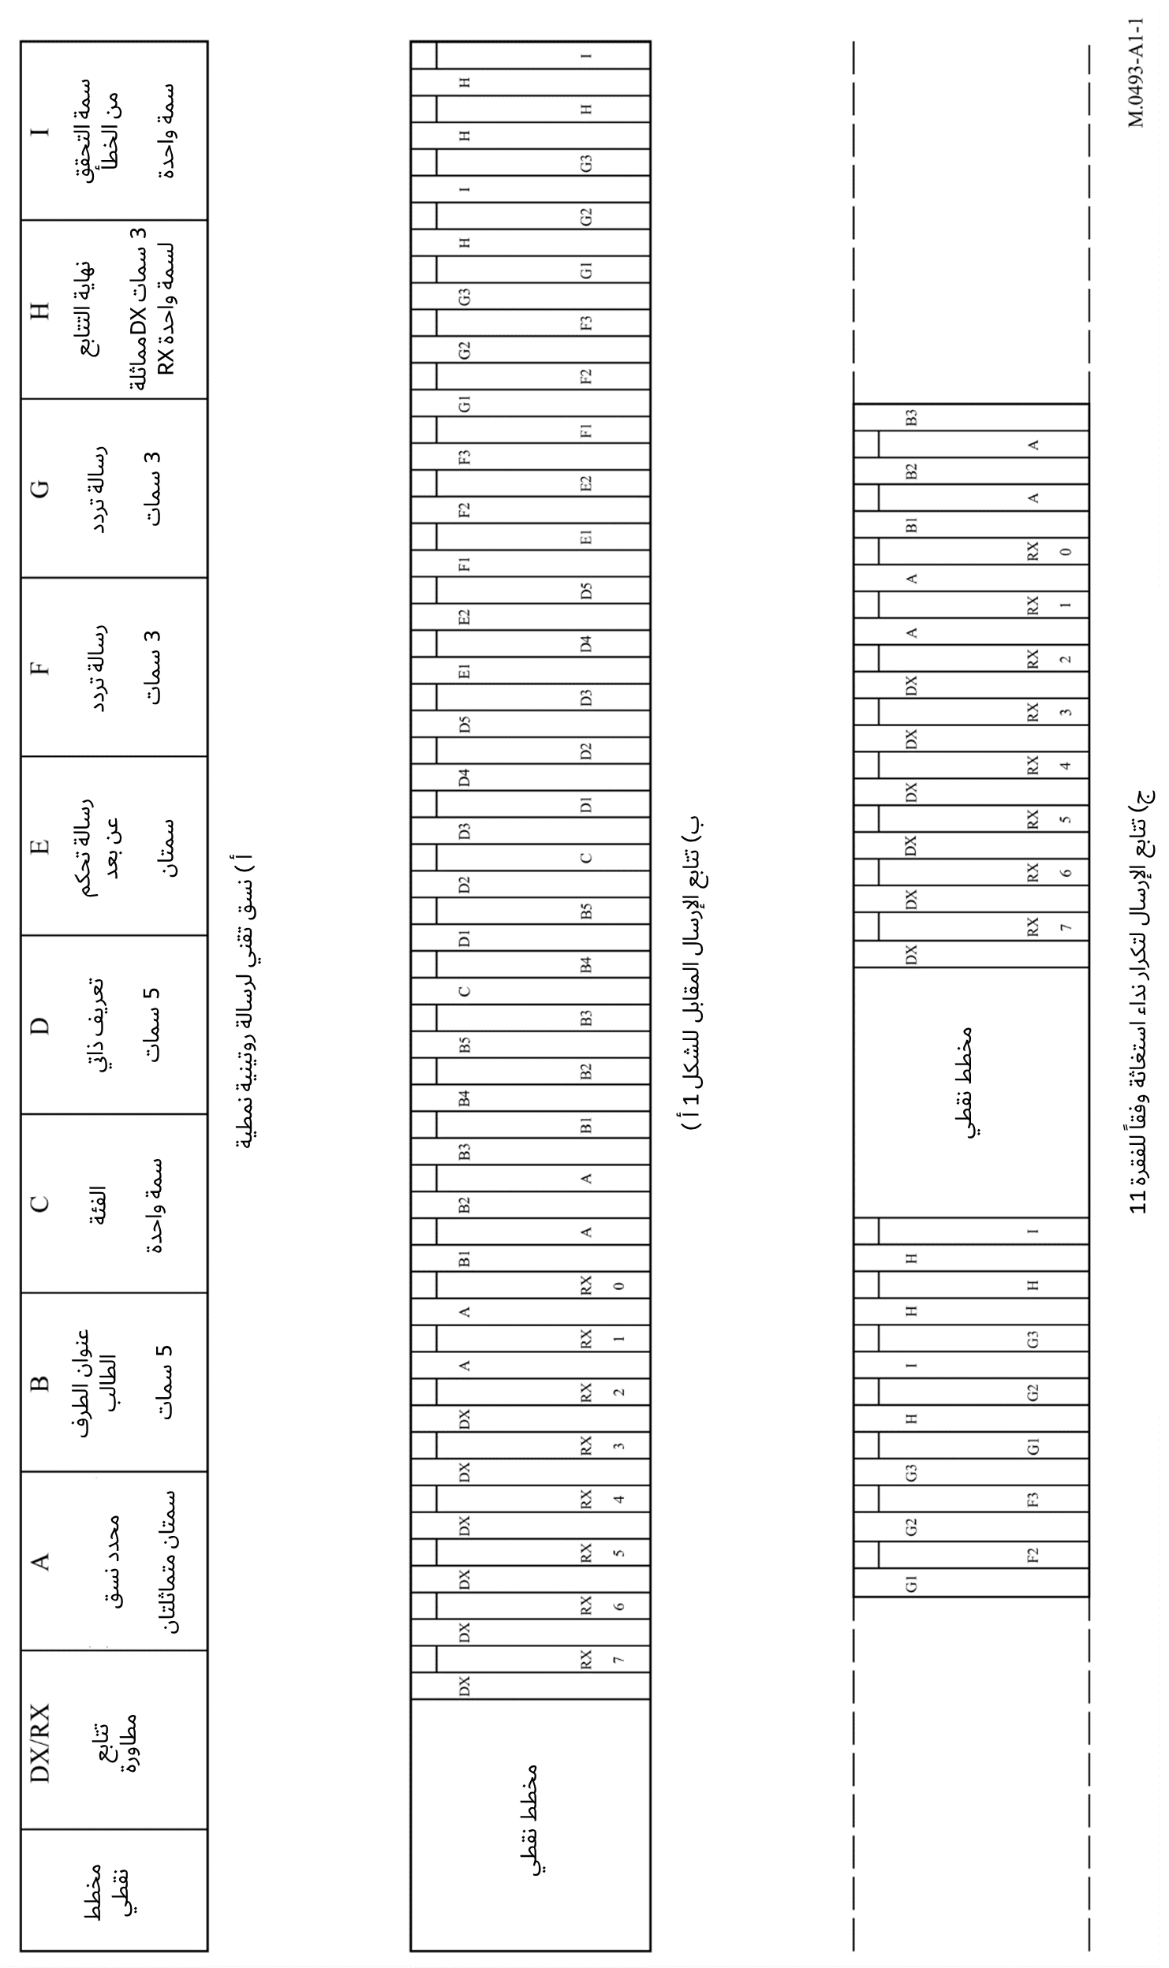 مخطط
نقطي
DX/RX
تتابع
مطاورة
A
محدد نسق
سمتان متماثلتان
B
عنوان الطرف
الطالب
5 سمات
C
الفئة
سمة واحدة
D
تعريف ذاتي
5 سمات
E
رسالة تحكم
عن بعد
سمتان
F
رسالة تردد
3 سمات
G
رسالة تردد
3 سمات
H
نهاية التتابع
3 سمات DX مماثلة
لسمة واحدة RX
I
سمة التحقق
من الخطأ
سمة واحدة
أ ) نسق تقني لرسالة روتينية نمطية
مخطط نقطي
DX DX DX DX DX DX A A B1 B2 B3 B4 B5 C D1 D2 D3 D4 D5 E1 E2 F1 F2 F3 G1 G2 G3 H I H H
RX RX RX RX RX RX RX RX A A B1 B2 B3 B4 B5 C D1 D2 D3 D4 D5 E1 E2 F1 F2 F3 G1 G2 G3 H I
7 6 5 4 3 2 1 0
ب) تتابع الإرسال المقابل للشكل 1 أ )
G1 G2 G3 H I H H
F2 F3 G1 G2 G3 H I
مخطط نقطي
DX DX DX DX DX DX A A B1 B2 B3
RX RX RX RX RX RX RX RX A A
7 6 5 4 3 2 1 0
ج) تتابع الإرسال لتكرار نداء استغاثة وفقاً للفقرة 11
M.0493-A1-1